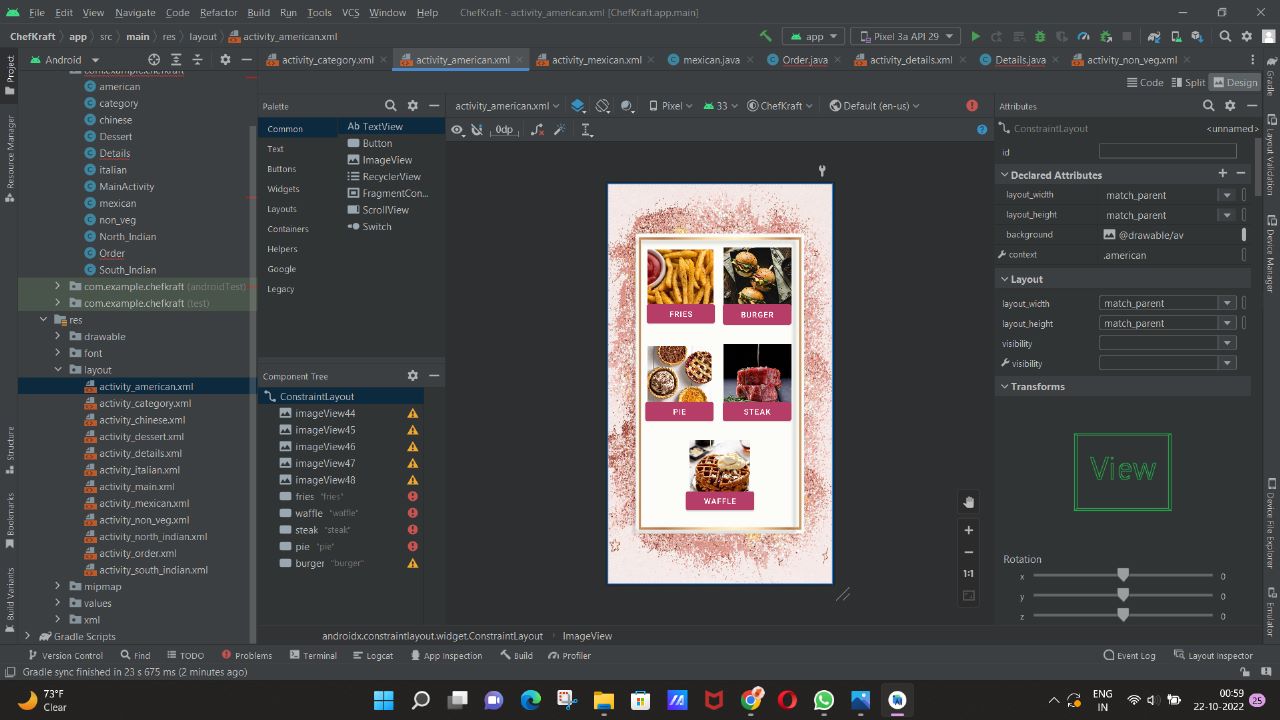 File Edit View Navigate Code Refactor Build Run Tools VCS Window Help ChefKraft - activity_american.xml [ChefKraft.app.main]
ChefKraft app src main res layout activity_american.xml app Pixel 3a API 29
Android activity_category.xml activity_american.xml activity_mexican.xml mexican.java Order.java activity_details.xml Details.java activity_non_veg.xml
Code Split Design
Project
Resource Manager
Structure
Bookmarks
Build Variants
com.example.chefkraft
american
category
chinese
Dessert
Details
italian
MainActivity
mexican
non_veg
North_Indian
Order
South_Indian
com.example.chefkraft (androidTest)
com.example.chefkraft (test)
res
drawable
font
layout
activity_american.xml
activity_category.xml
activity_chinese.xml
activity_dessert.xml
activity_details.xml
activity_italian.xml
activity_main.xml
activity_mexican.xml
activity_non_veg.xml
activity_north_indian.xml
activity_order.xml
activity_south_indian.xml
mipmap
values
xml
Gradle Scripts
Palette
Common
Text
Buttons
Widgets
Layouts
Containers
Helpers
Google
Legacy
Ab TextView
Button
ImageView
RecyclerView
FragmentCon...
ScrollView
Switch
Component Tree
ConstraintLayout
imageView44
imageView45
imageView46
imageView47
imageView48
fries "fries"
waffle "waffle"
steak "steak"
pie "pie"
burger "burger"
activity_american.xml Pixel 33 ChefKraft Default (en-us)
0dp
FRIES BURGER
PIE STEAK
WAFFLE
1:1
androidx.constraintlayout.widget.ConstraintLayout ImageView
Attributes
ConstraintLayout <unnamed>
id
Declared Attributes
layout_width match_parent
layout_height match_parent
background @drawable/av
context .american
Layout
layout_width match_parent
layout_height match_parent
visibility
visibility
Transforms
View
Rotation
x 0
y 0
z 0
Gradle
Layout Validation
Device Manager
Device File Explorer
Emulator
Version Control Find TODO Problems Terminal Logcat App Inspection Build Profiler Event Log Layout Inspector
Gradle sync finished in 23 s 675 ms (2 minutes ago)
73°F
Clear
ENG
IN
00:59
22-10-2022
25